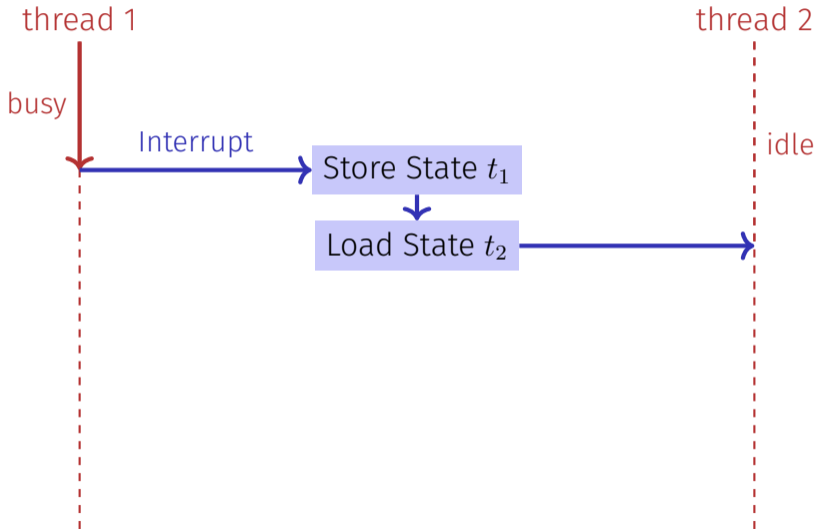 thread 1
thread 2
busy
Interrupt
idle
Store State t₁
Load State t₂